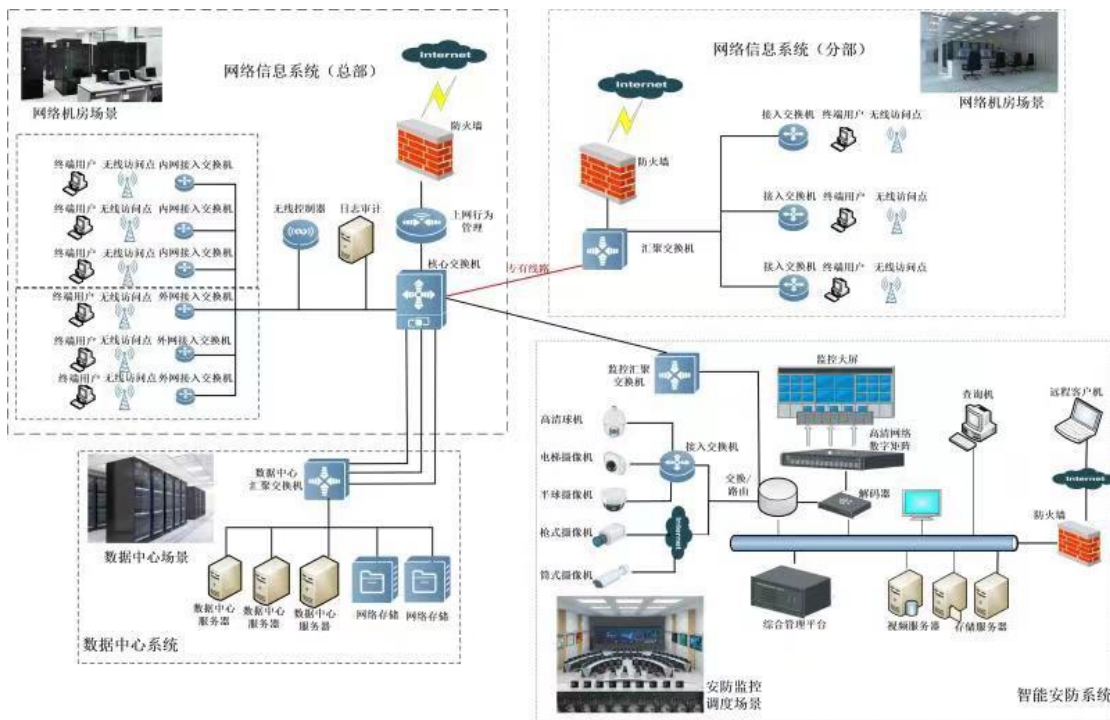 网络机房场景
网络信息系统（总部）
Internet
防火墙
上网行为
管理
无线控制器
日志审计
核心交换机
终端用户 无线访问点 内网接入交换机
终端用户 无线访问点 内网接入交换机
终端用户 无线访问点 内网接入交换机
终端用户 无线访问点 外网接入交换机
终端用户 无线访问点 外网接入交换机
终端用户 无线访问点 外网接入交换机
专有线路
网络信息系统（分部）
网络机房场景
Internet
防火墙
汇聚交换机
接入交换机 终端用户 无线访问点
接入交换机 终端用户 无线访问点
接入交换机 终端用户 无线访问点
数据中心
汇聚交换机
数据中心场景
数据中心
服务器
数据中心
服务器
数据中心
服务器
网络存储
网络存储
数据中心系统
监控汇聚
交换机
监控大屏
高清网络
数字矩阵
查询机
远程客户机
高清球机
电梯摄像机
半球摄像机
枪式摄像机
筒式摄像机
接入交换机
Internet
交换/
路由
解码器
Internet
防火墙
综合管理平台
视频服务器
存储服务器
安防监控
调度场景
智能安防系统